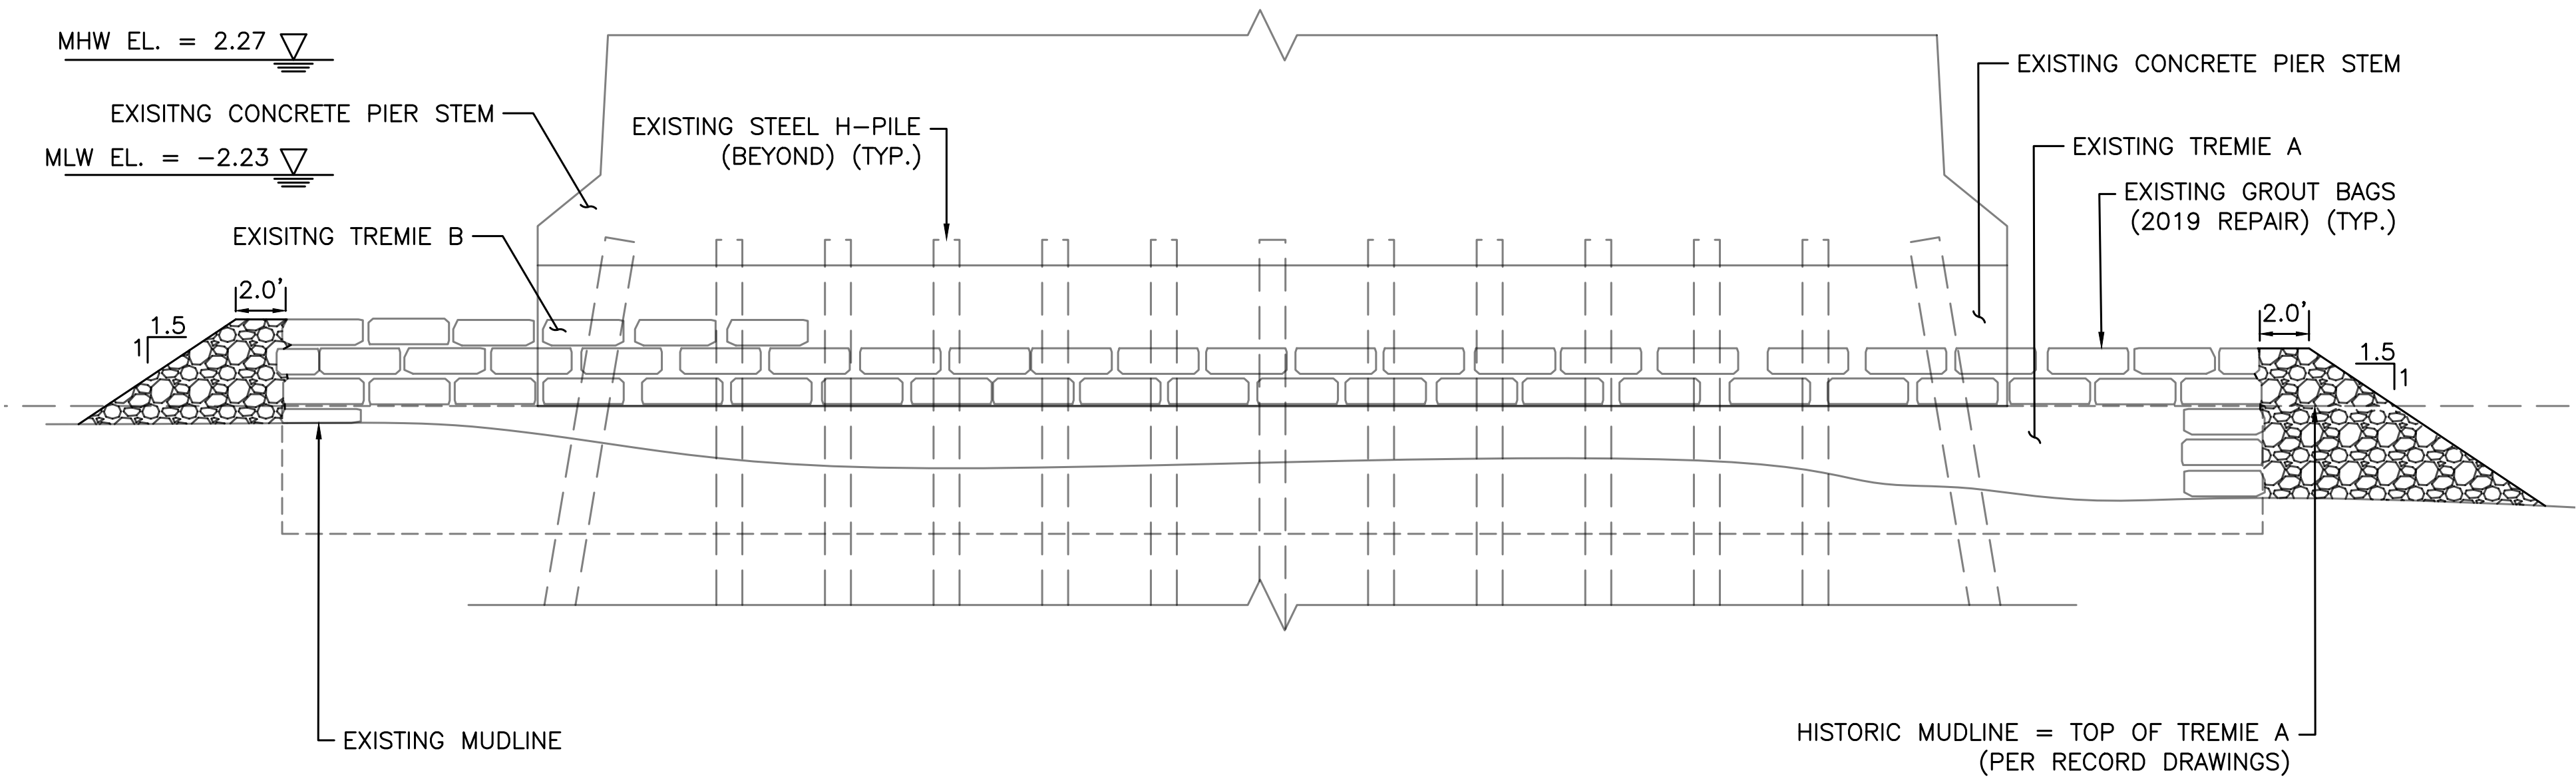 MHW EL. = 2.27
EXISITNG CONCRETE PIER STEM
MLW EL. = -2.23
EXISTING STEEL H-PILE
(BEYOND) (TYP.)
EXISITNG TREMIE B
EXISTING CONCRETE PIER STEM
EXISTING TREMIE A
EXISTING GROUT BAGS
(2019 REPAIR) (TYP.)
2.0'
1.5
1
2.0'
1.5
1
EXISTING MUDLINE
HISTORIC MUDLINE = TOP OF TREMIE A
(PER RECORD DRAWINGS)